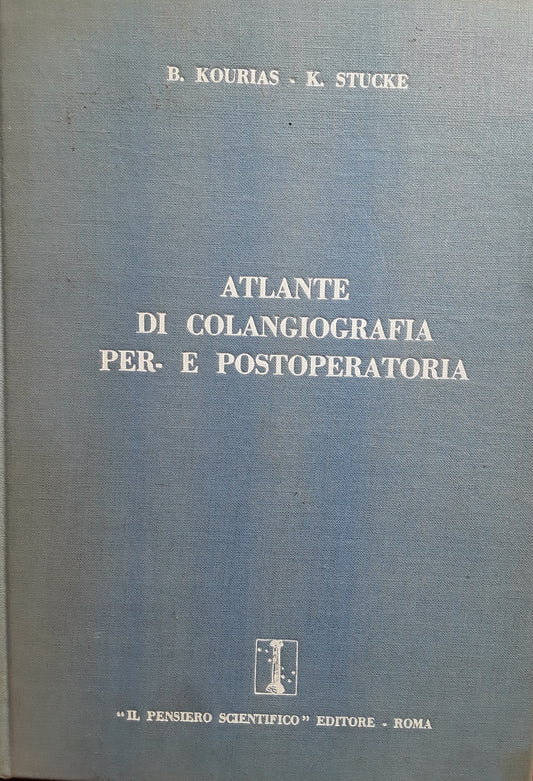 B. KOURIAS - K. STUCKE
ATLANTE
DI COLANGIOGRAFIA
PER- E POSTOPERATORIA
“IL PENSIERO SCIENTIFICO” EDITORE - ROMA